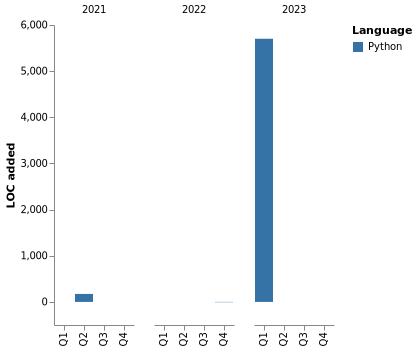 2021 2022 2023
Language
Python
LOC added
6,000
5,000
4,000
3,000
2,000
1,000
0
Q1 Q2 Q3 Q4 Q1 Q2 Q3 Q4 Q1 Q2 Q3 Q4